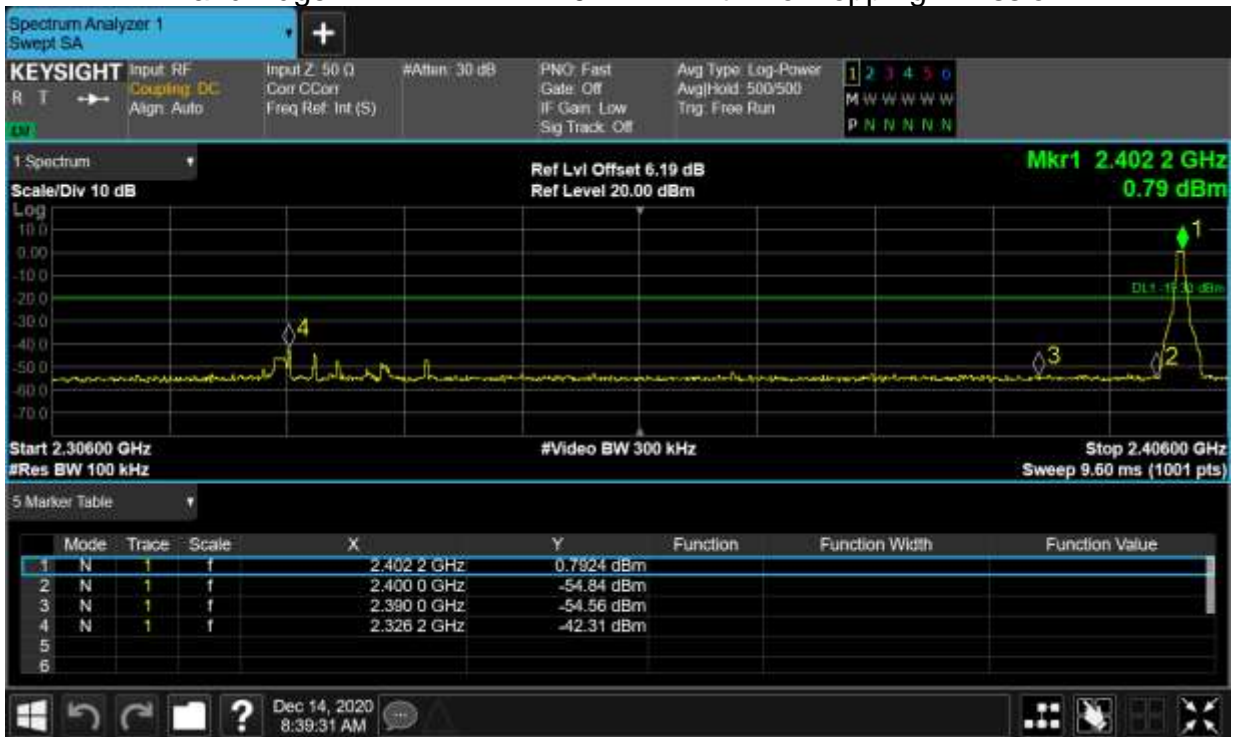 Spectrum Analyzer 1
Swept SA
KEYSIGHT Input: RF Input Z: 50 Ω #Atten: 30 dB PNO: Fast Avg Type: Log-Power 1 2 3 4 5 6
R T Coupling: DC Corr CCorr Gate: Off Avg|Hold: 500/500 M W W W W W
Align: Auto Freq Ref: Int (S) IF Gain: Low Trig: Free Run P N N N N N
Sig Track: Off
1 Spectrum Ref Lvl Offset 6.19 dB Mkr1 2.402 2 GHz
Scale/Div 10 dB Ref Level 20.00 dBm 0.79 dBm
Log
10.0
0.00
-10.0
-20.0
-30.0
-40.0
-50.0
-60.0
-70.0
1
4
3
2
Start 2.30600 GHz #Video BW 300 kHz Stop 2.40600 GHz
#Res BW 100 kHz Sweep 9.60 ms (1001 pts)
5 Marker Table
Mode Trace Scale X Y Function Function Width Function Value
1 N 1 f 2.402 2 GHz 0.7924 dBm
2 N 1 f 2.400 0 GHz -54.84 dBm
3 N 1 f 2.390 0 GHz -54.56 dBm
4 N 1 f 2.326 2 GHz -42.31 dBm
5
6
? Dec 14, 2020
8:39:31 AM